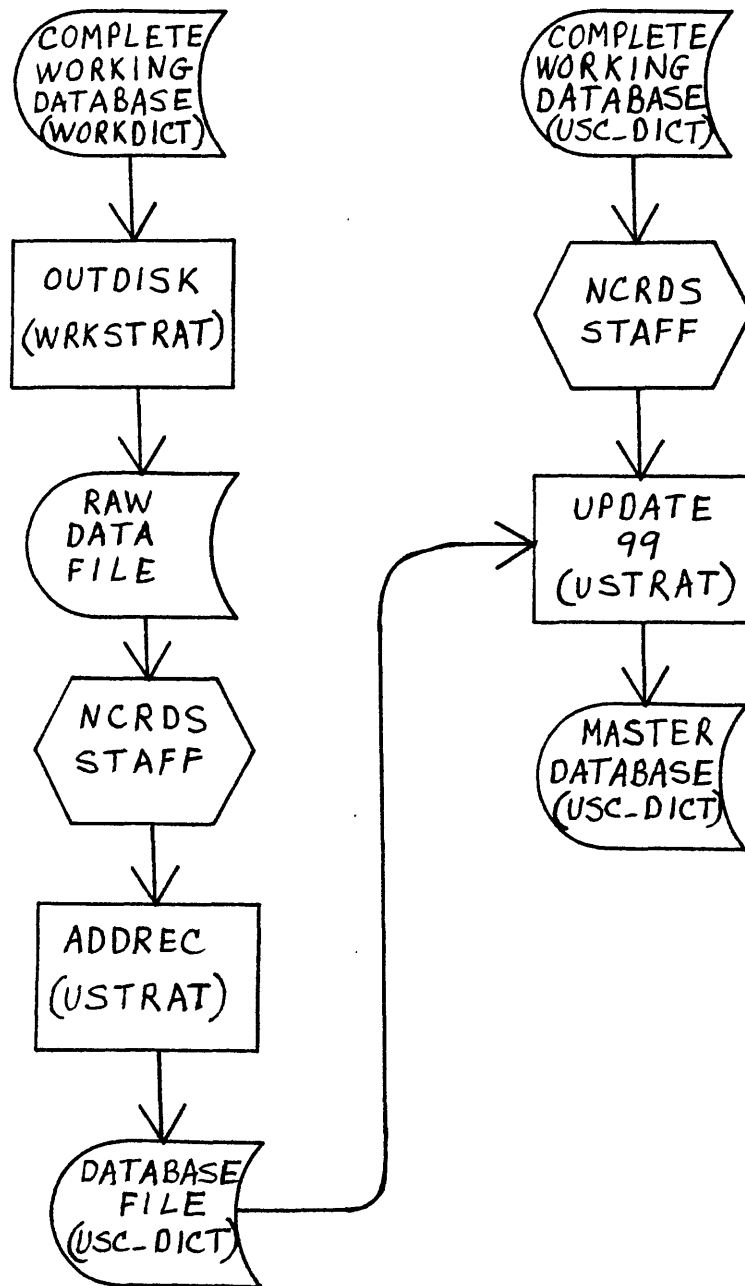 COMPLETE
WORKING
DATABASE
(WORKDICT)
OUTDISK
(WRKSTRAT)
RAW
DATA
FILE
NCRDS
STAFF
ADDREC
(USTRAT)
DATABASE
FILE
(USC_DICT)
COMPLETE
WORKING
DATABASE
(USC_DICT)
NCRDS
STAFF
UPDATE
99
(USTRAT)
MASTER
DATABASE
(USC_DICT)